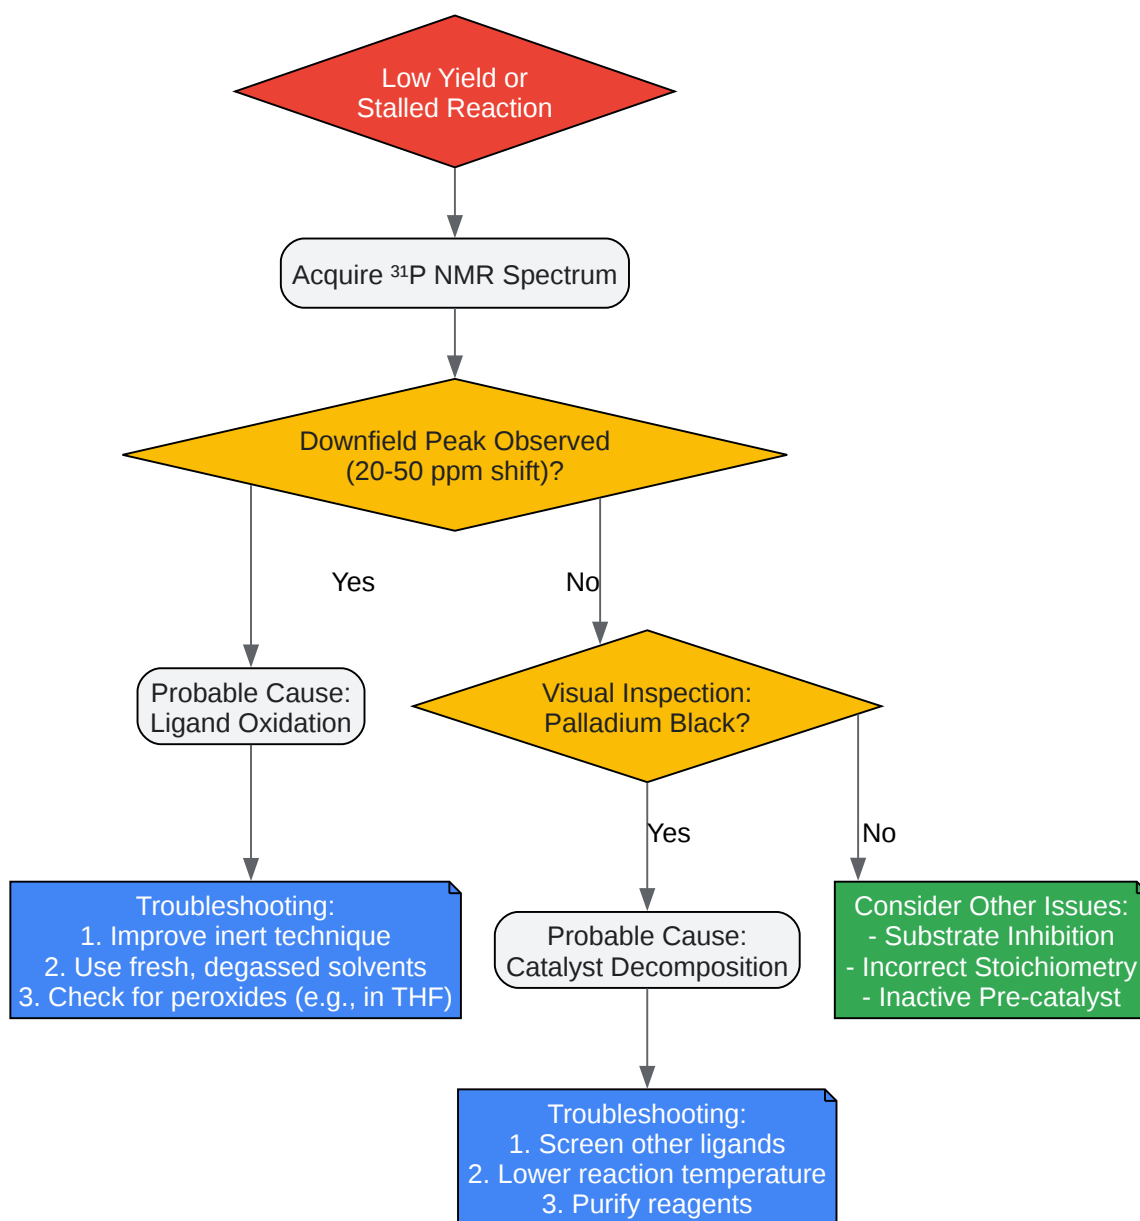 Low Yield or
Stalled Reaction
Acquire ³¹P NMR Spectrum
Downfield Peak Observed
(20-50 ppm shift)?
Yes
No
Probable Cause:
Ligand Oxidation
Visual Inspection:
Palladium Black?
Yes
No
Troubleshooting:
1. Improve inert technique
2. Use fresh, degassed solvents
3. Check for peroxides (e.g., in THF)
Probable Cause:
Catalyst Decomposition
Consider Other Issues:
- Substrate Inhibition
- Incorrect Stoichiometry
- Inactive Pre-catalyst
Troubleshooting:
1. Screen other ligands
2. Lower reaction temperature
3. Purify reagents